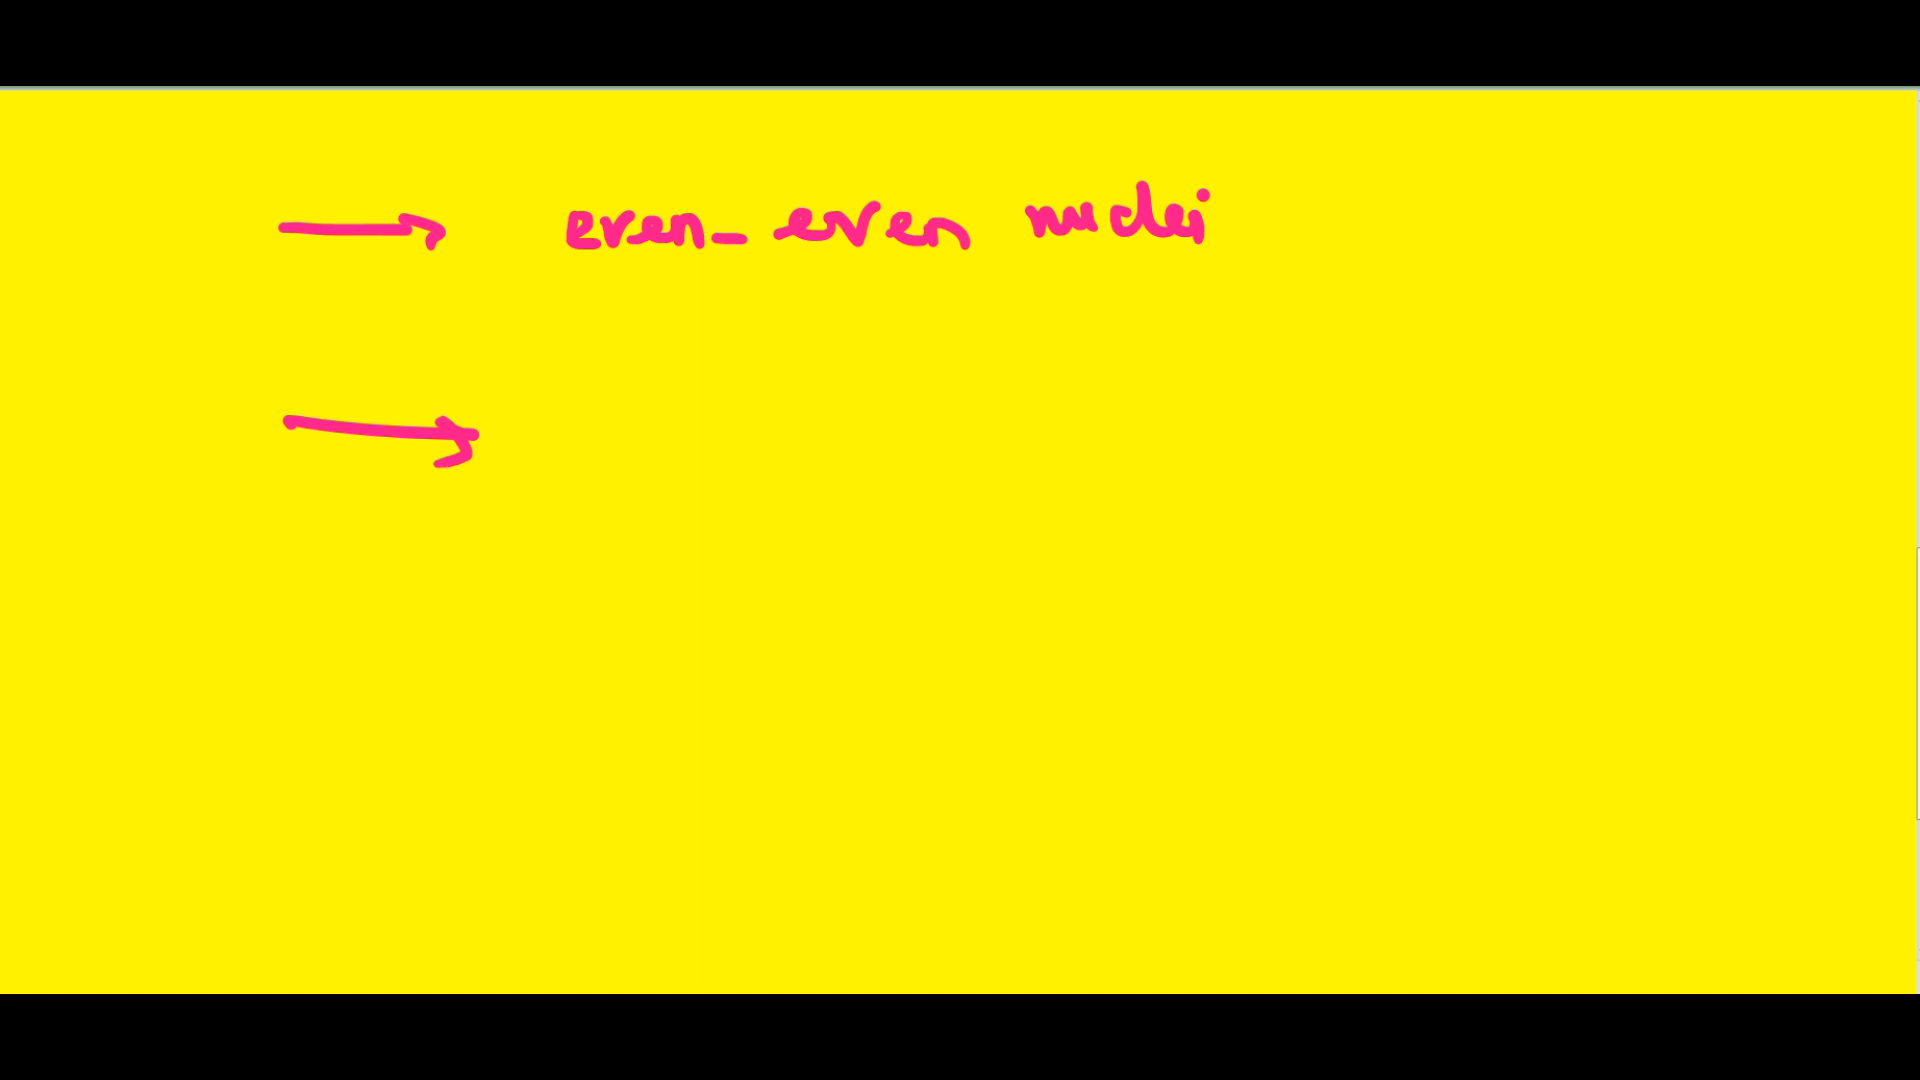 → even-even nuclei
→